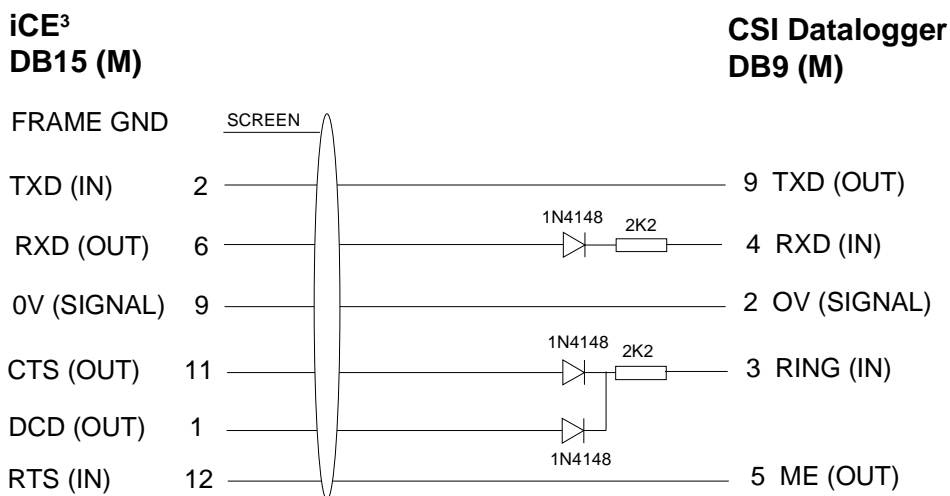 iCE³
DB15 (M)
CSI Datalogger
DB9 (M)
FRAME GND SCREEN
TXD (IN) 2 9 TXD (OUT)
1N4148 2K2
RXD (OUT) 6 4 RXD (IN)
0V (SIGNAL) 9 2 OV (SIGNAL)
1N4148 2K2
CTS (OUT) 11 3 RING (IN)
DCD (OUT) 1
1N4148
RTS (IN) 12 5 ME (OUT)